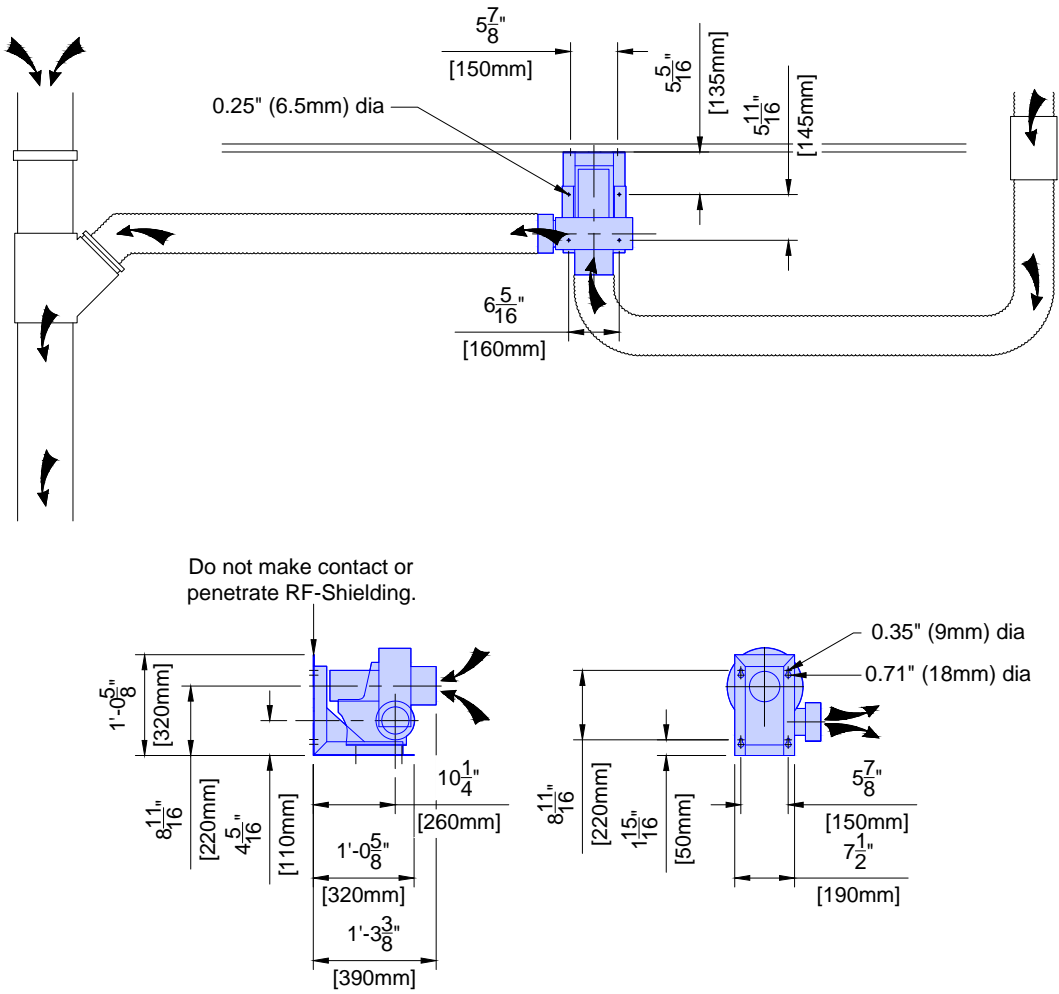 5 7/8"
[150mm]
5 5/16"
[135mm]
5 11/16"
[145mm]
0.25" (6.5mm) dia
6 5/16"
[160mm]
Do not make contact or
penetrate RF-Shielding.
1'-0 5/8"
[320mm]
8 11/16"
[220mm]
4 5/16"
[110mm]
10 1/4"
[260mm]
1'-0 5/8"
[320mm]
1'-3 3/8"
[390mm]
0.35" (9mm) dia
0.71" (18mm) dia
8 11/16"
[220mm]
1 15/16"
[50mm]
5 7/8"
[150mm]
7 1/2"
[190mm]